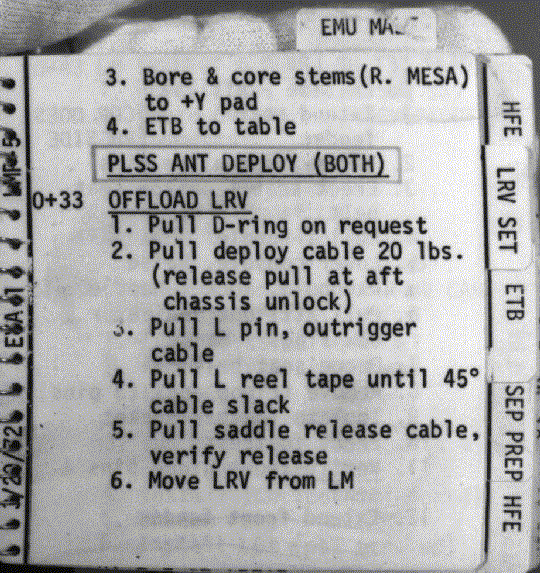 EMU
3. Bore & core stems(R. MESA)
to +Y pad
4. ETB to table
PLSS ANT DEPLOY (BOTH)
0+33 OFFLOAD LRV
1. Pull D-ring on request
2. Pull deploy cable 20 lbs.
(release pull at aft
chassis unlock)
3. Pull L pin, outrigger
cable
4. Pull L reel tape until 45°
cable slack
5. Pull saddle release cable,
verify release
6. Move LRV from LM
HFE
LRV SET
ETB
SEP PREP HFE
EVA 1